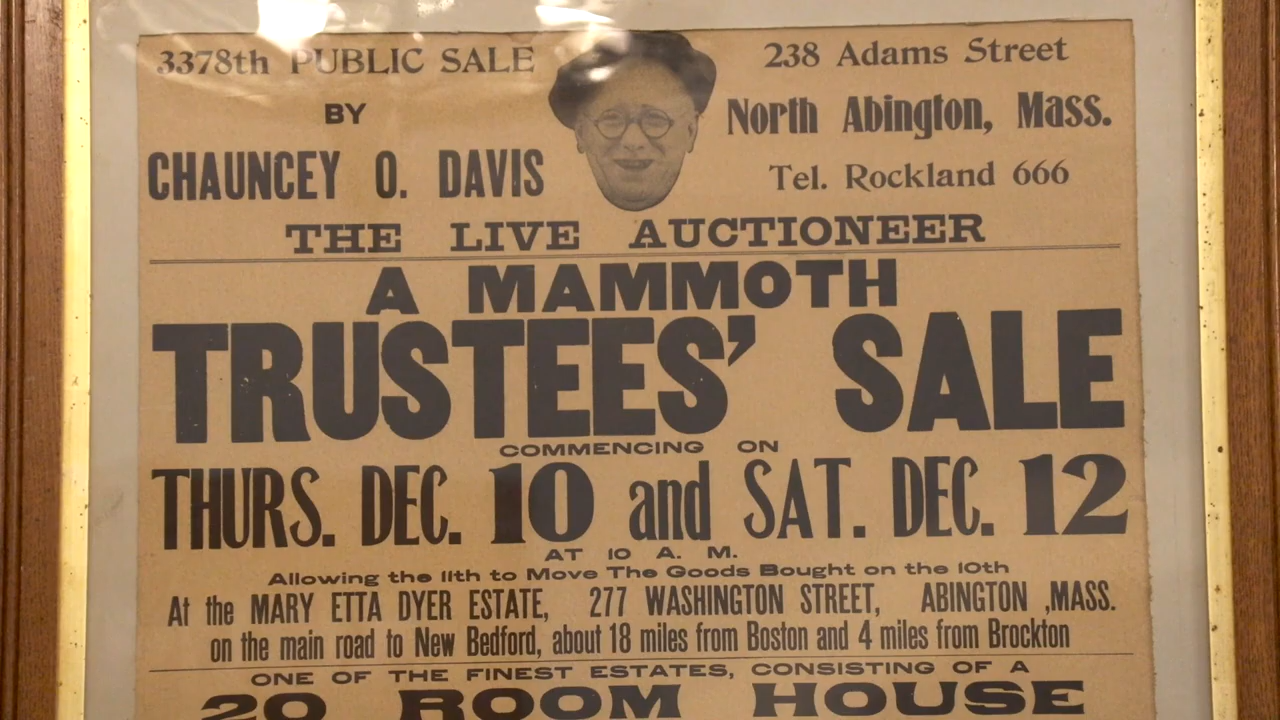 3378th PUBLIC SALE
BY
CHAUNCEY O. DAVIS
238 Adams Street
North Abington, Mass.
Tel. Rockland 666
THE LIVE AUCTIONEER
A MAMMOTH
TRUSTEES' SALE
COMMENCING ON
THURS. DEC. 10 and SAT. DEC. 12
AT 10 A. M.
Allowing the 11th to Move The Goods Bought on the 10th
At the MARY ETTA DYER ESTATE, 277 WASHINGTON STREET, ABINGTON ,MASS.
on the main road to New Bedford, about 18 miles from Boston and 4 miles from Brockton
ONE OF THE FINEST ESTATES, CONSISTING OF A
20 ROOM HOUSE